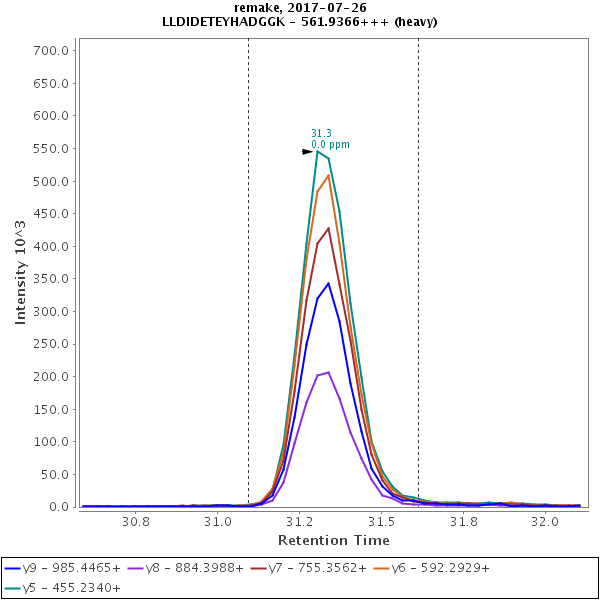 remake, 2017-07-26
LLDIDETEYHADGGK - 561.9366+++ (heavy)
700.0
650.0
600.0
550.0
500.0
450.0
400.0
350.0
300.0
250.0
200.0
150.0
100.0
50.0
0.0
Intensity 10^3
31.3
0.0 ppm
30.8
31.0
31.2
31.5
31.8
32.0
Retention Time
y9 - 985.4465+
y8 - 884.3988+
y7 - 755.3562+
y6 - 592.2929+
y5 - 455.2340+